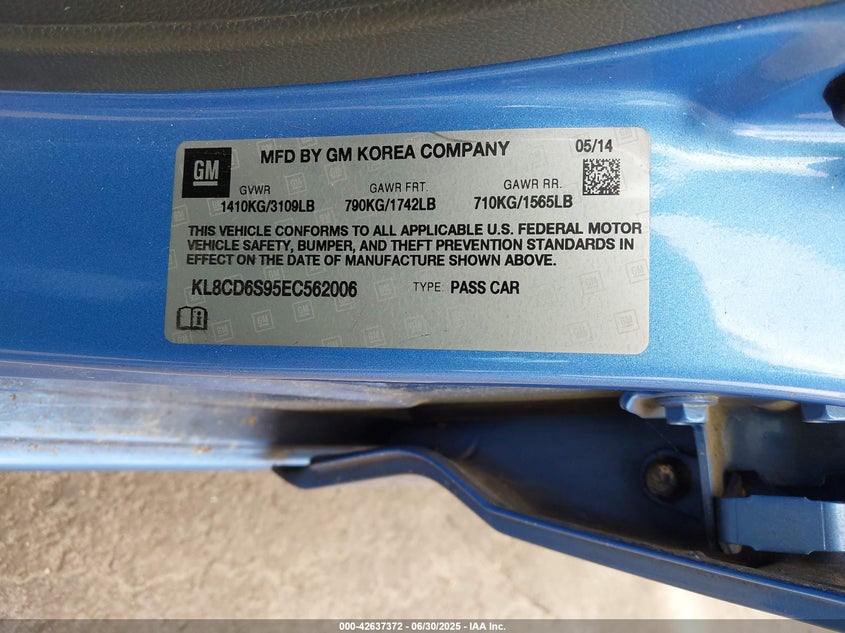 GM MFD BY GM KOREA COMPANY 05/14
GVWR GAWR FRT. GAWR RR.
1410KG/3109LB 790KG/1742LB 710KG/1565LB
THIS VEHICLE CONFORMS TO ALL APPLICABLE U.S. FEDERAL MOTOR
VEHICLE SAFETY, BUMPER, AND THEFT PREVENTION STANDARDS IN
EFFECT ON THE DATE OF MANUFACTURE SHOWN ABOVE.
KL8CD6S95EC562006 TYPE: PASS CAR
000-42637372 - 06/30/2025 - IAA Inc.